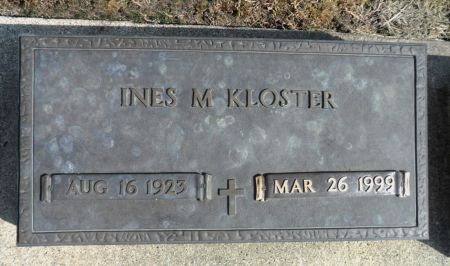 INES M KLOSTER
AUG 16 1923 MAR 26 1999